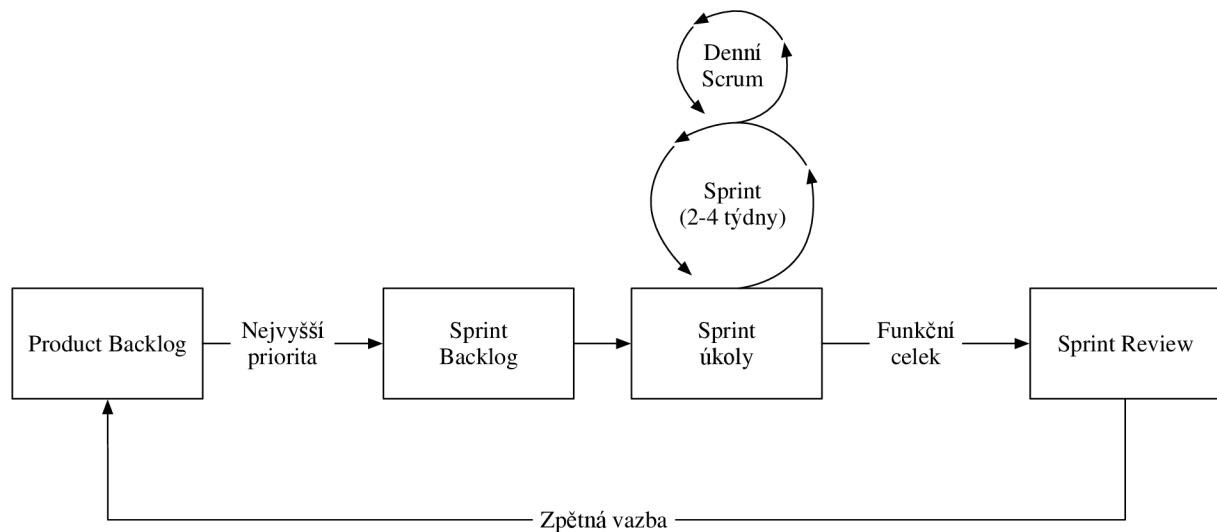 Denní
Scrum
Sprint
(2-4 týdny)
Product Backlog
Nejvyšší
priorita
Sprint
Backlog
Sprint
úkoly
Funkční
celek
Sprint Review
Zpětná vazba